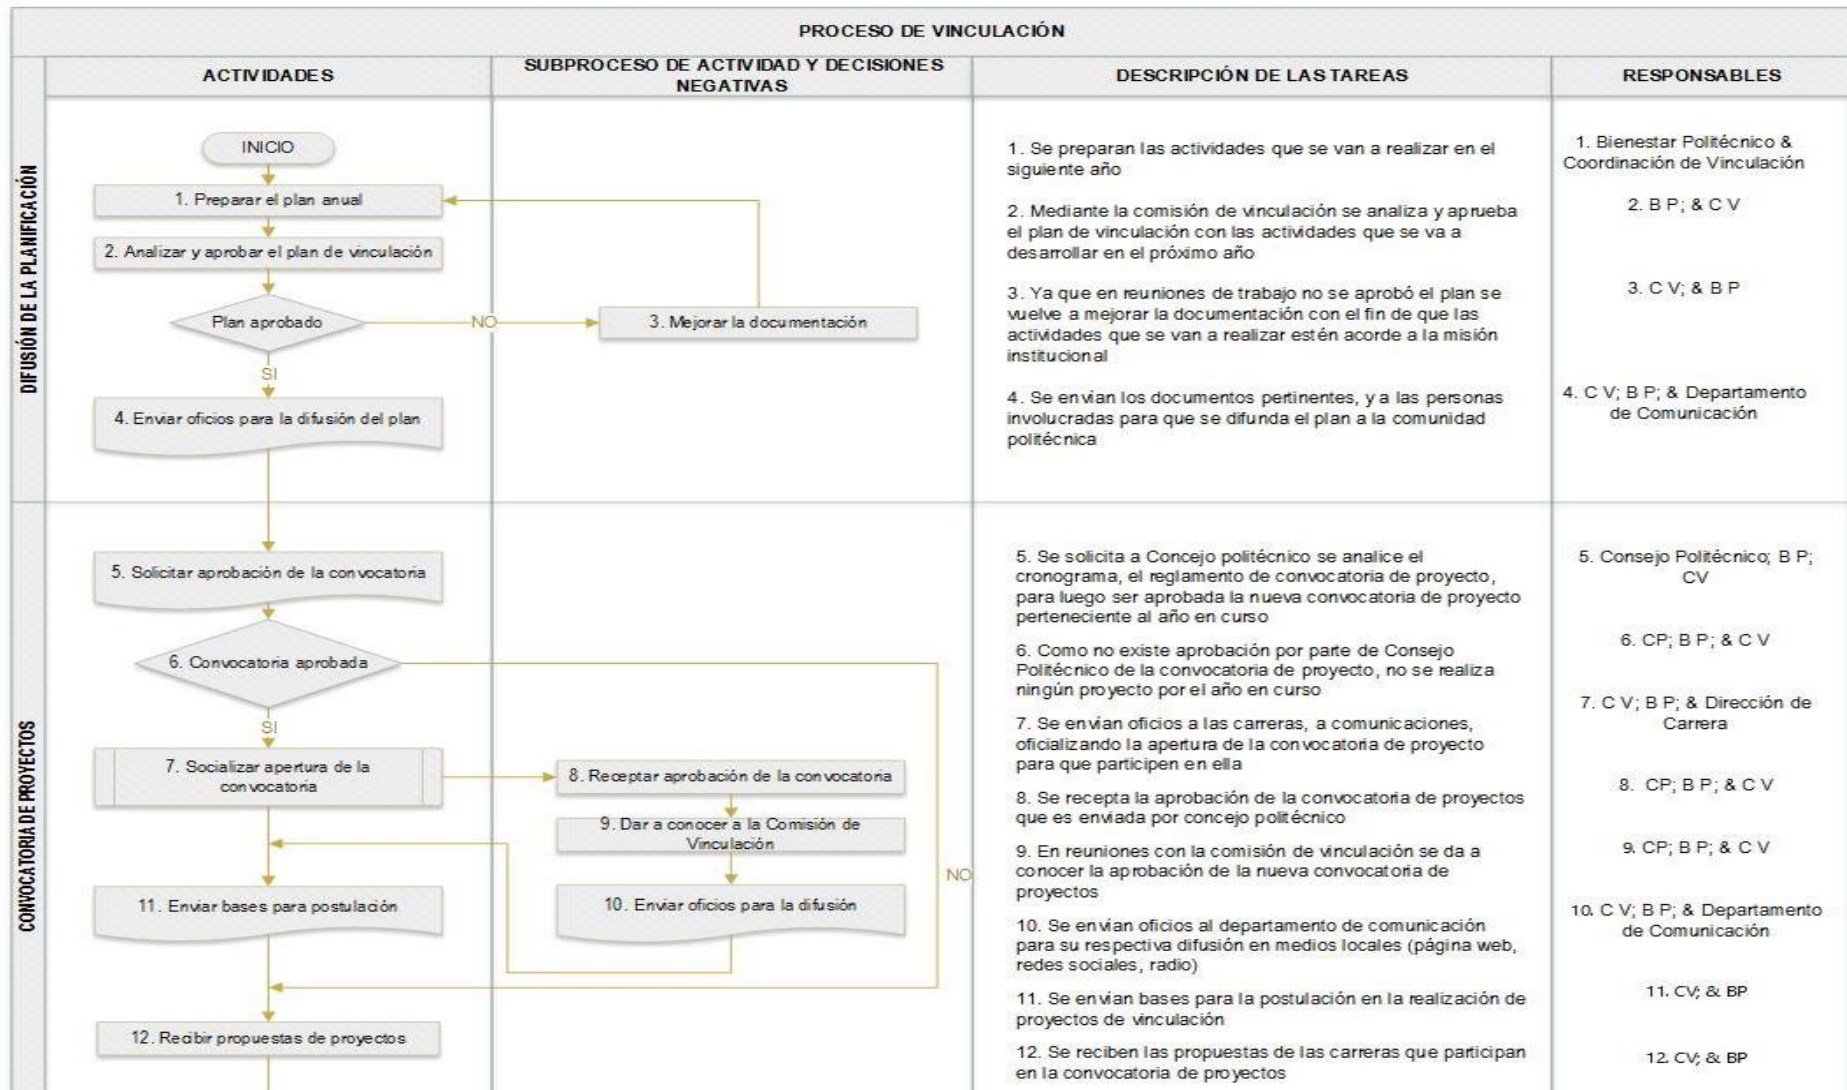 PROCESO DE VINCULACIÓN
ACTIVIDADES
SUBPROCESO DE ACTIVIDAD Y DECISIONES
NEGATIVAS
DESCRIPCIÓN DE LAS TAREAS
RESPONSABLES
DIFUSIÓN DE LA PLANIFICACIÓN
INICIO
1. Preparar el plan anual
2. Analizar y aprobar el plan de vinculación
Plan aprobado
NO
3. Mejorar la documentación
SI
4. Enviar oficios para la difusión del plan
1. Se preparan las actividades que se van a realizar en el
siguiente año
2. Mediante la comisión de vinculación se analiza y aprueba
el plan de vinculación con las actividades que se va a
desarrollar en el próximo año
3. Ya que en reuniones de trabajo no se aprobó el plan se
vuelve a mejorar la documentación con el fin de que las
actividades que se van a realizar estén acorde a la misión
institucional
4. Se envían los documentos pertinentes, y a las personas
involucradas para que se difunda el plan a la comunidad
politécnica
1. Bienestar Politécnico &
Coordinación de Vinculación
2. B P; & C V
3. C V; & B P
4. C V; B P; & Departamento
de Comunicación
CONVOCATORIA DE PROYECTOS
5. Solicitar aprobación de la convocatoria
6. Convocatoria aprobada
SI
7. Socializar apertura de la
convocatoria
8. Receptar aprobación de la convocatoria
9. Dar a conocer a la Comisión de
Vinculación
NO
10. Enviar oficios para la difusión
11. Enviar bases para postulación
12. Recibir propuestas de proyectos
5. Se solicita a Concejo politécnico se analice el
cronograma, el reglamento de convocatoria de proyecto,
para luego ser aprobada la nueva convocatoria de proyecto
perteneciente al año en curso
6. Como no existe aprobación por parte de Consejo
Politécnico de la convocatoria de proyecto, no se realiza
ningún proyecto por el año en curso
7. Se envían oficios a las carreras, a comunicaciones,
oficializando la apertura de la convocatoria de proyecto
para que participen en ella
8. Se recepta la aprobación de la convocatoria de proyectos
que es enviada por concejo politécnico
9. En reuniones con la comisión de vinculación se da a
conocer la aprobación de la nueva convocatoria de
proyectos
10. Se envían oficios al departamento de comunicación
para su respectiva difusión en medios locales (página web,
redes sociales, radio)
11. Se envían bases para la postulación en la realización de
proyectos de vinculación
12. Se reciben las propuestas de las carreras que participan
en la convocatoria de proyectos
5. Consejo Politécnico; B P;
CV
6. CP; B P; & C V
7. C V; B P; & Dirección de
Carrera
8. CP; B P; & C V
9. CP; B P; & C V
10. C V; B P; & Departamento
de Comunicación
11. CV; & BP
12. CV; & BP